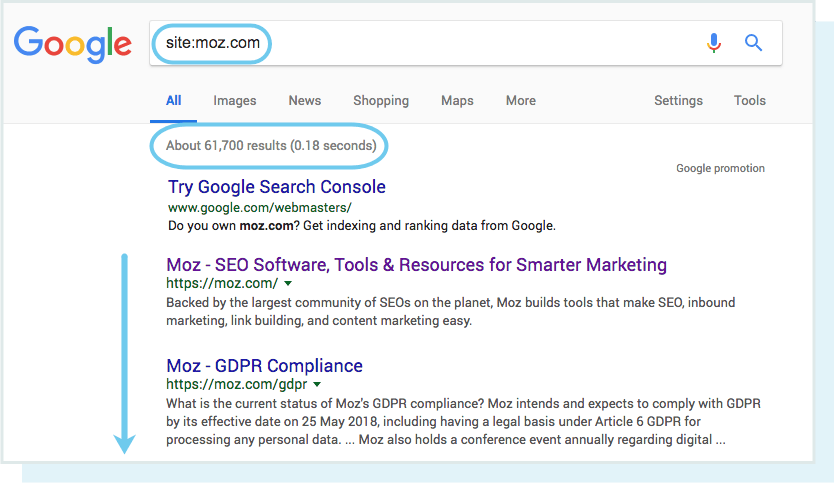 Google
site:moz.com
All Images News Shopping Maps More Settings Tools
About 61,700 results (0.18 seconds)
Google promotion
Try Google Search Console
www.google.com/webmasters/
Do you own moz.com? Get indexing and ranking data from Google.
Moz - SEO Software, Tools & Resources for Smarter Marketing
https://moz.com/
Backed by the largest community of SEOs on the planet, Moz builds tools that make SEO, inbound
marketing, link building, and content marketing easy.
Moz - GDPR Compliance
https://moz.com/gdpr
What is the current status of Moz's GDPR compliance? Moz intends and expects to comply with GDPR
by its effective date on 25 May 2018, including having a legal basis under Article 6 GDPR for
processing any personal data. ... Moz also holds a conference event annually regarding digital ...